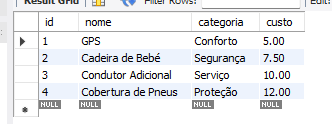 Result Grid Filter Rows: Edit:
id nome categoria custo
1 GPS Conforto 5.00
2 Cadeira de Bebé Segurança 7.50
3 Condutor Adicional Serviço 10.00
4 Cobertura de Pneus Proteção 12.00
NULL NULL NULL NULL